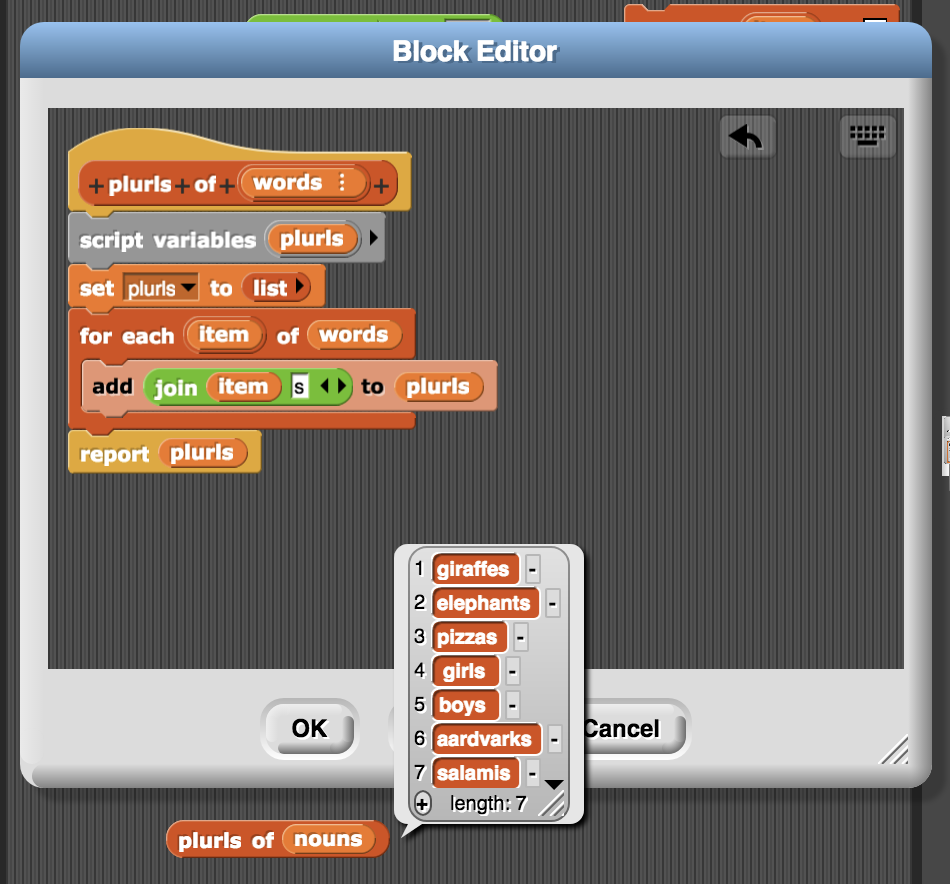 Block Editor
+ plurls + of + words ⋮ +
script variables plurls
set plurls to list
for each item of words
add join item s to plurls
report plurls
1 giraffes -
2 elephants -
3 pizzas -
4 girls -
5 boys -
6 aardvarks -
7 salamis -
+ length: 7
OK
Cancel
plurls of nouns